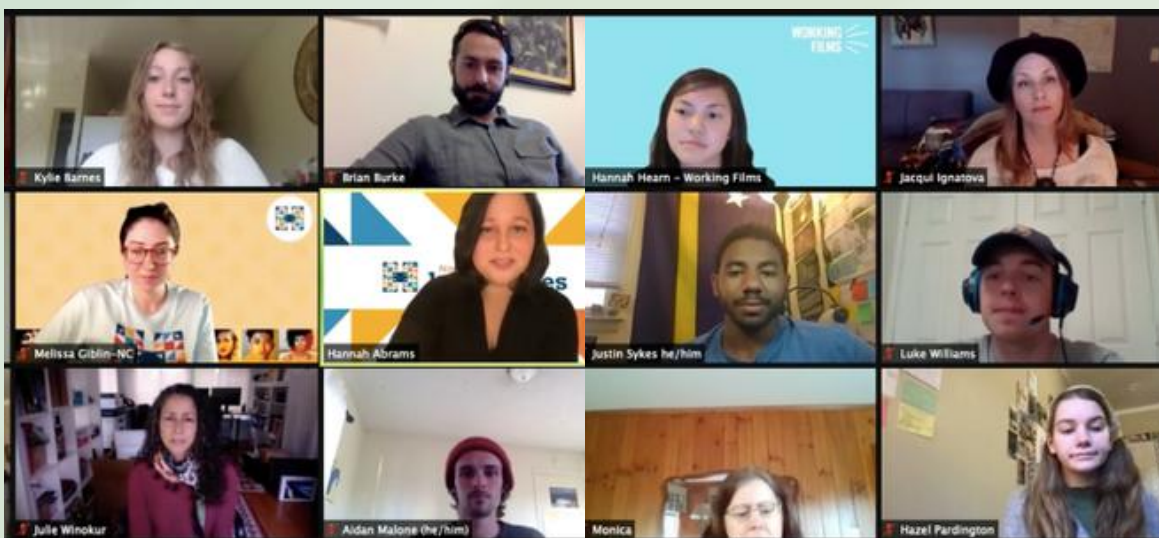 WORKING
FILMS
Kylie Barnes
Brian Burke
Hannah Hearn – Working Films
Jacqui Ignatova
Melissa Giblin-NC
Hannah Abrams
Justin Sykes he/him
Luke Williams
Julie Winokur
Aidan Malone (he/him)
Monica
Hazel Pardington